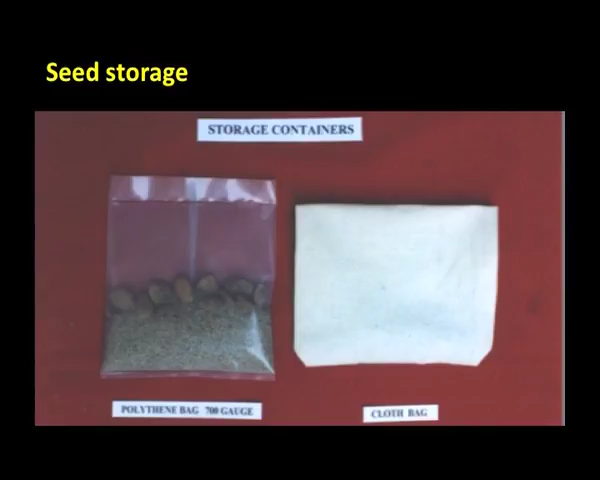 Seed storage
STORAGE CONTAINERS
POLYTHENE BAG 700 GAUGE
CLOTH BAG